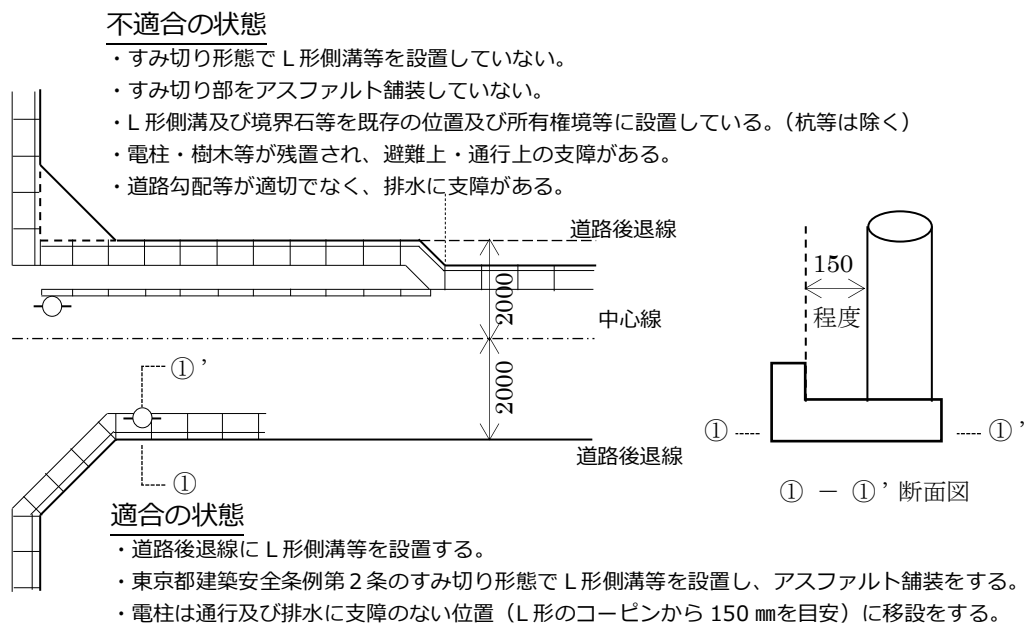 不適合の状態
・すみ切り形態でL形側溝等を設置していない。
・すみ切り部をアスファルト舗装していない。
・L形側溝及び境界石等を既存の位置及び所有権境等に設置している。（杭等は除く）
・電柱・樹木等が残置され、避難上・通行上の支障がある。
・道路勾配等が適切でなく、排水に支障がある。
道路後退線
2000
中心線
2000
道路後退線
①’
①
150
程度
①
①’
①－①’断面図
適合の状態
・道路後退線にL形側溝等を設置する。
・東京都建築安全条例第２条のすみ切り形態でL形側溝等を設置し、アスファルト舗装をする。
・電柱は通行及び排水に支障のない位置（L形のコーピンから150㎜を目安）に移設をする。